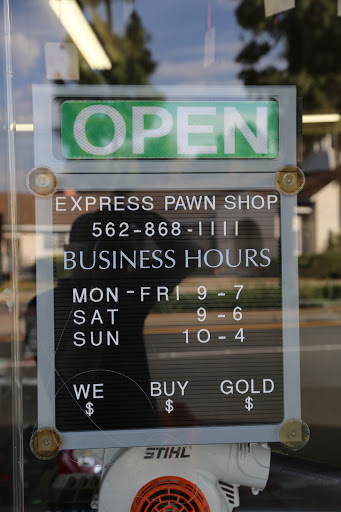 OPEN
EXPRESS PAWN SHOP
562-868-1111
BUSINESS HOURS
MON-FRI 9-7
SAT 9-6
SUN 10-4
WE BUY GOLD
$ $ $
STIHL